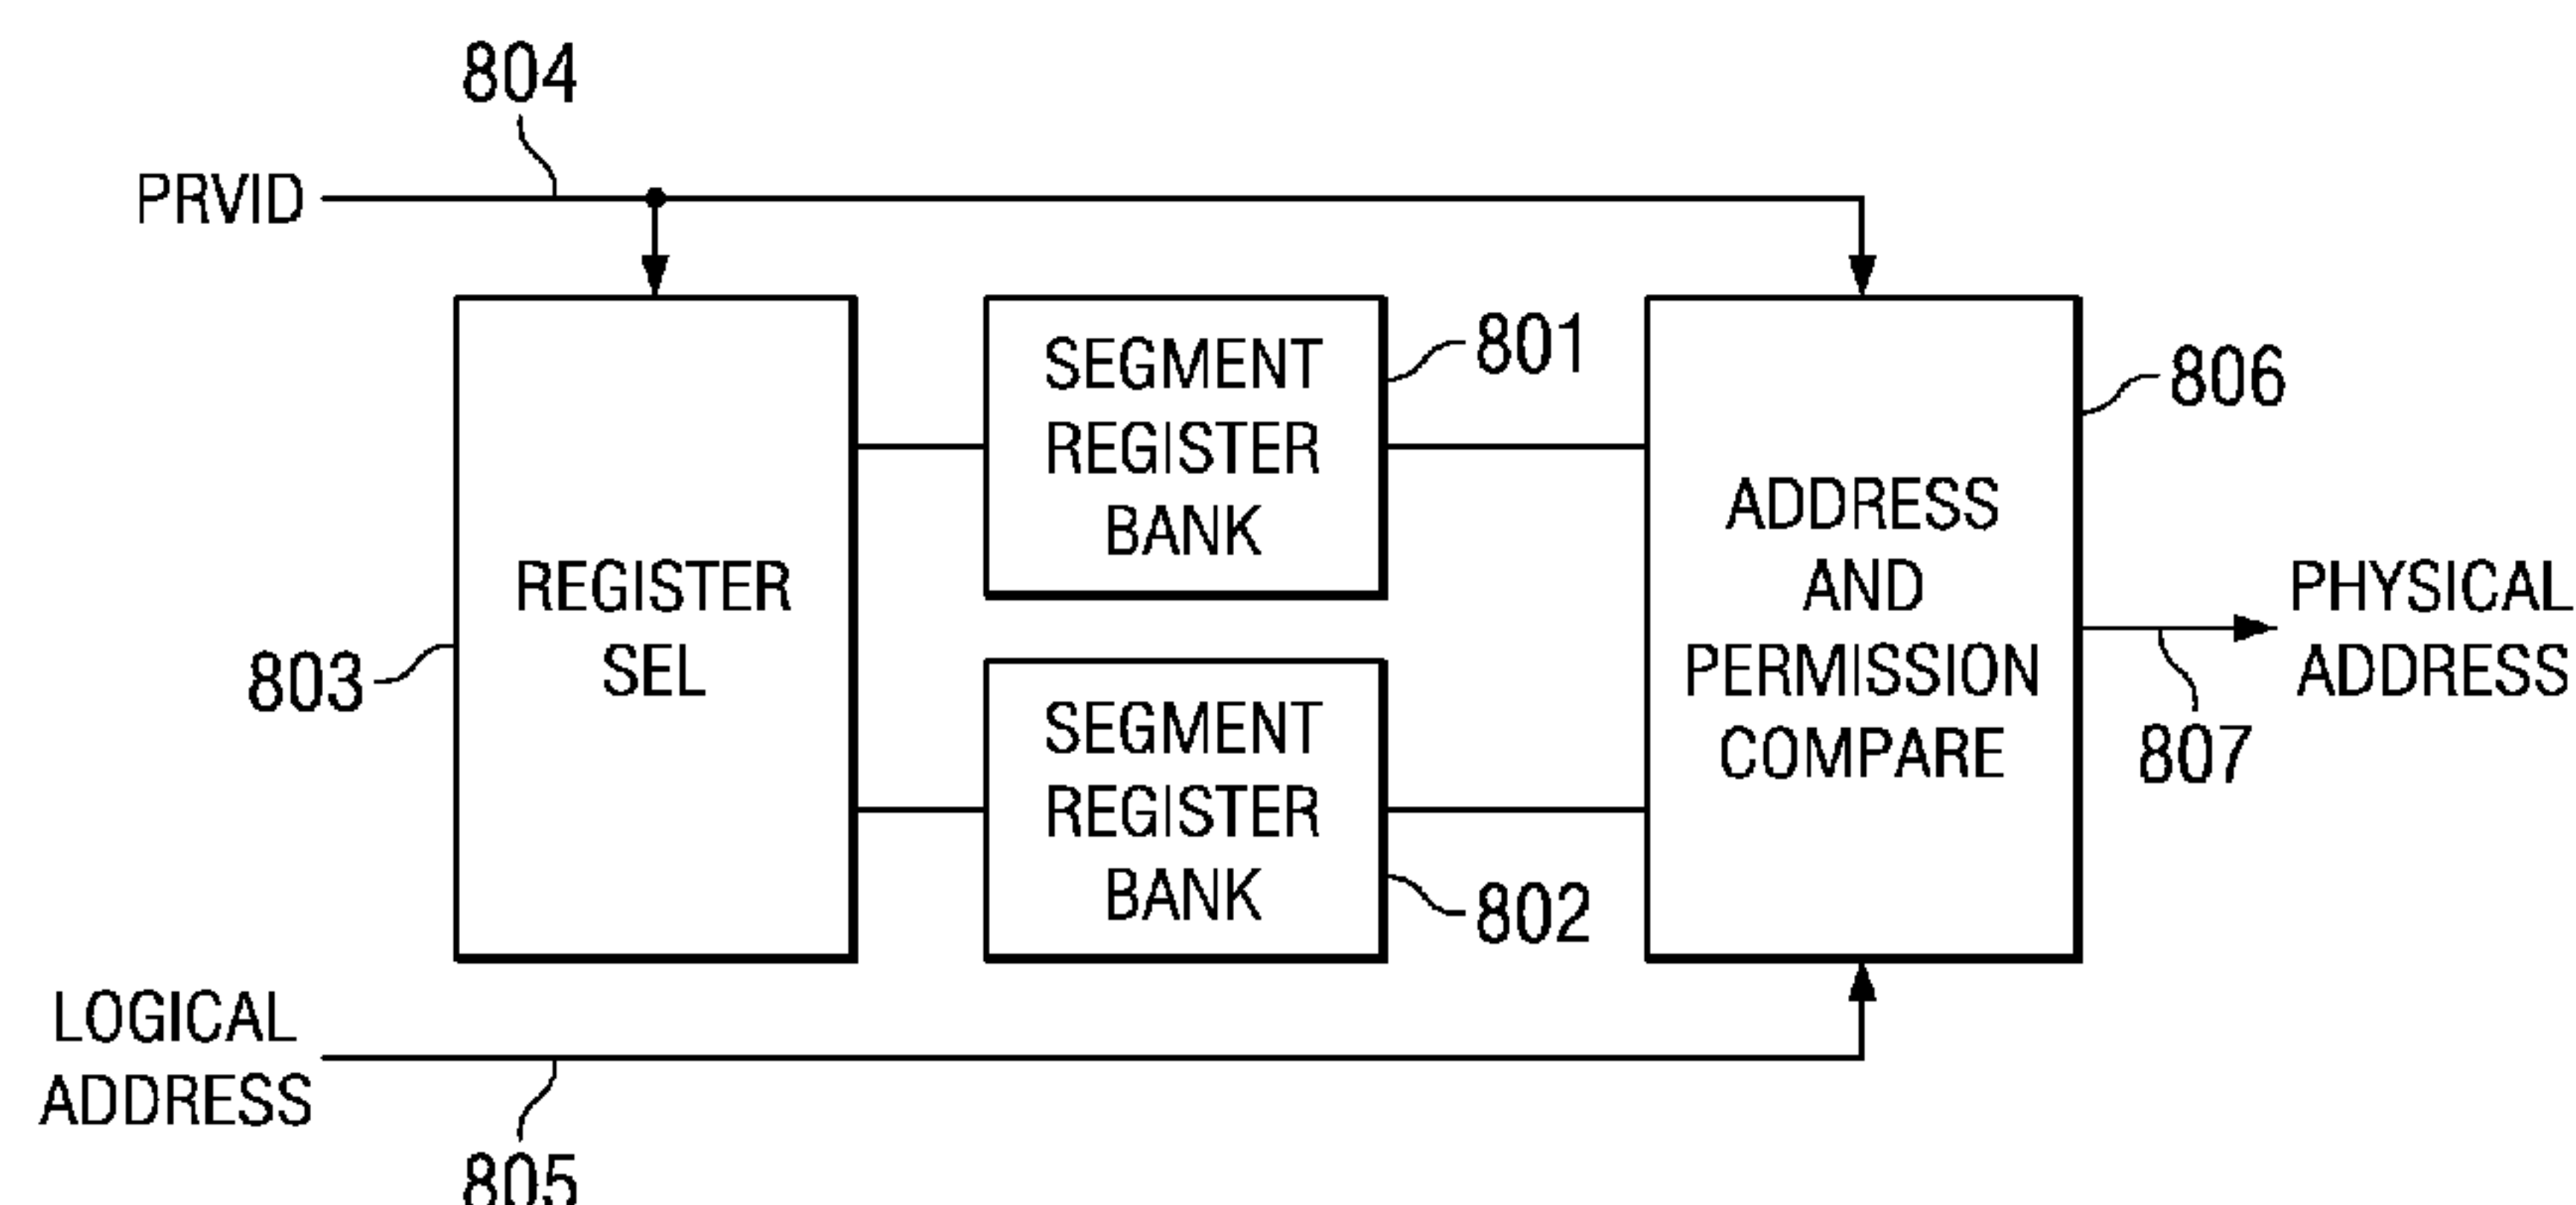 804
PRVID
SEGMENT
REGISTER
BANK
801
806
REGISTER
SEL
803
ADDRESS
AND
PERMISSION
COMPARE
PHYSICAL
ADDRESS
807
SEGMENT
REGISTER
BANK
802
LOGICAL
ADDRESS
805